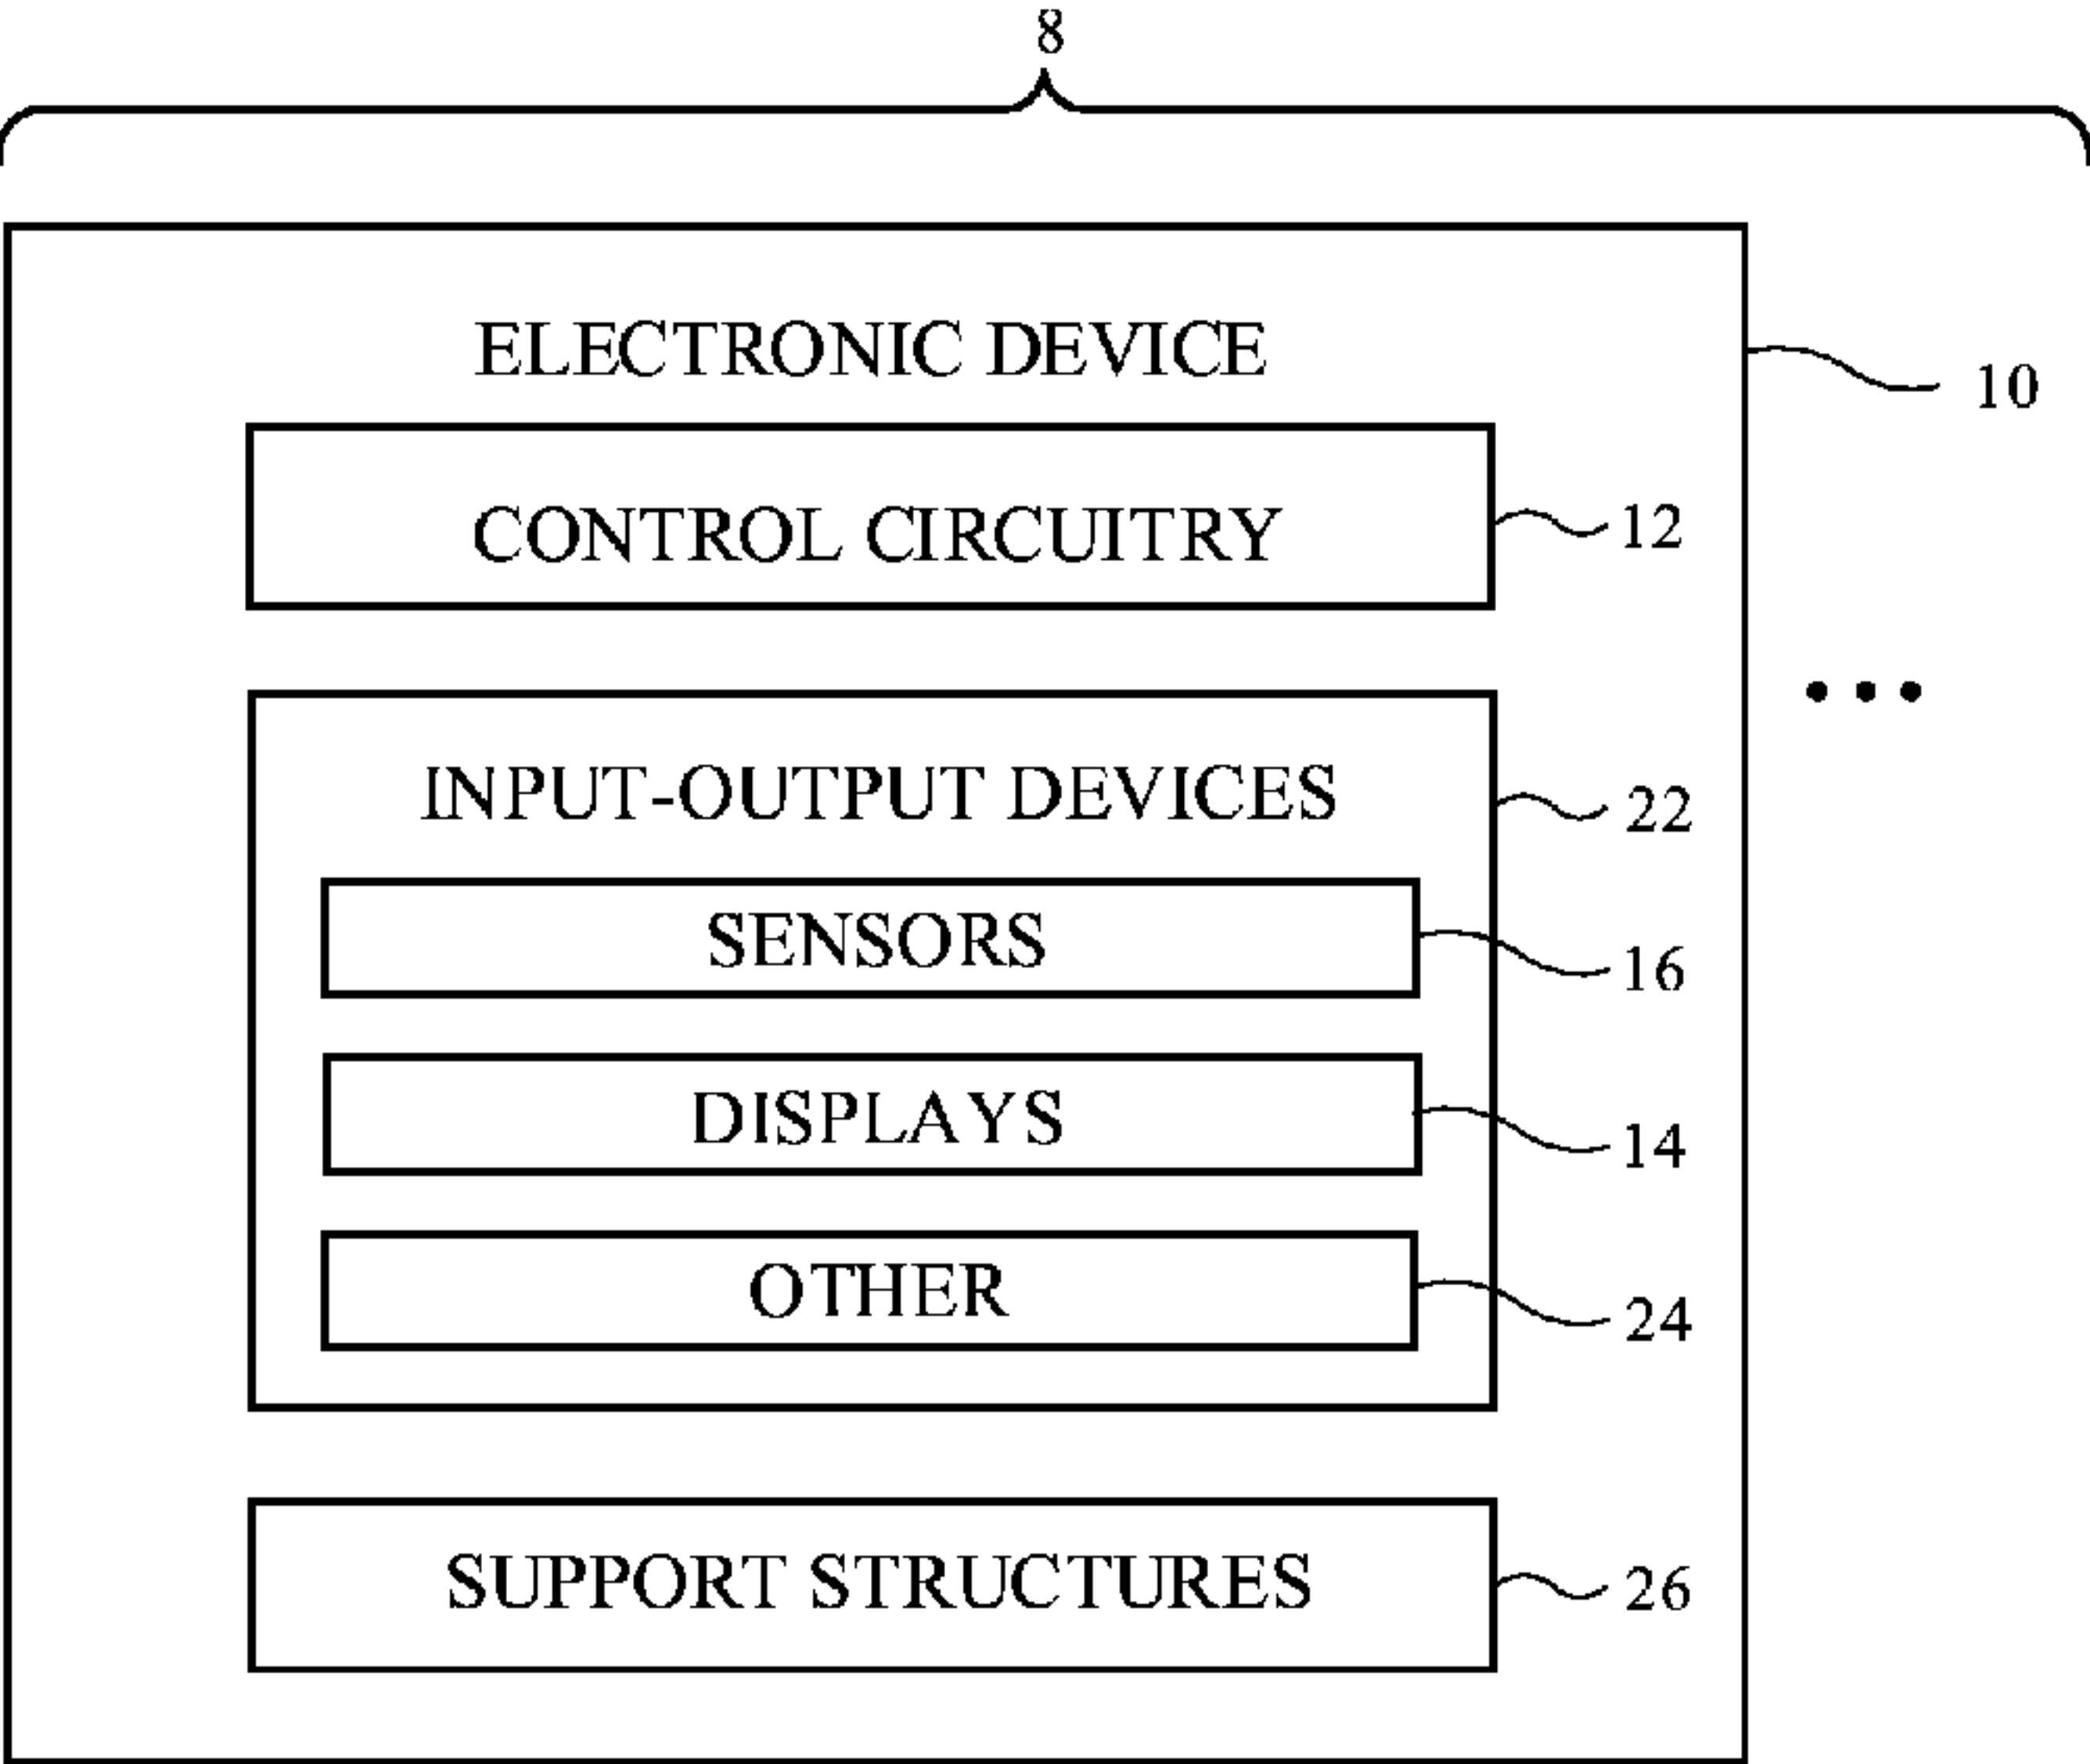 8
ELECTRONIC DEVICE
10
CONTROL CIRCUITRY
12
INPUT-OUTPUT DEVICES
22
SENSORS
16
DISPLAYS
14
OTHER
24
SUPPORT STRUCTURES
26